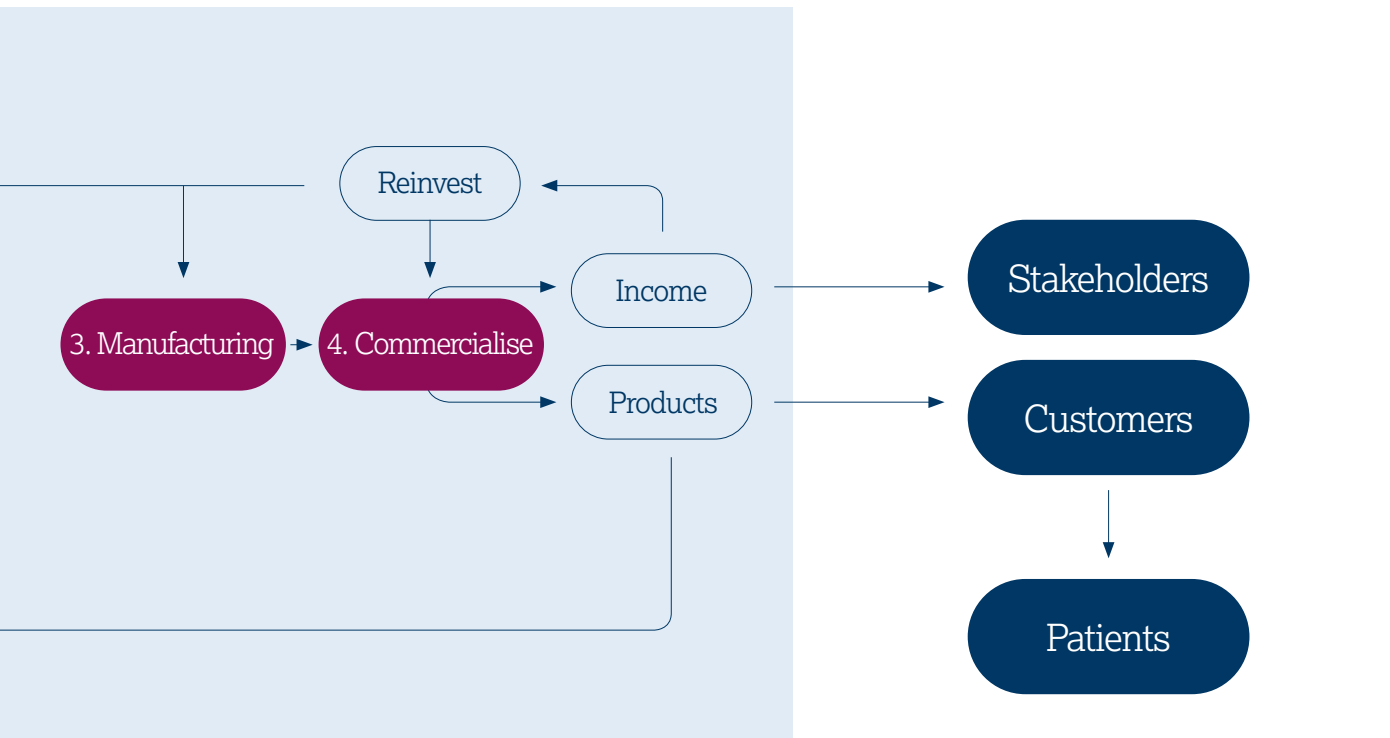 Reinvest
Income
Stakeholders
3. Manufacturing
4. Commercialise
Products
Customers
Patients